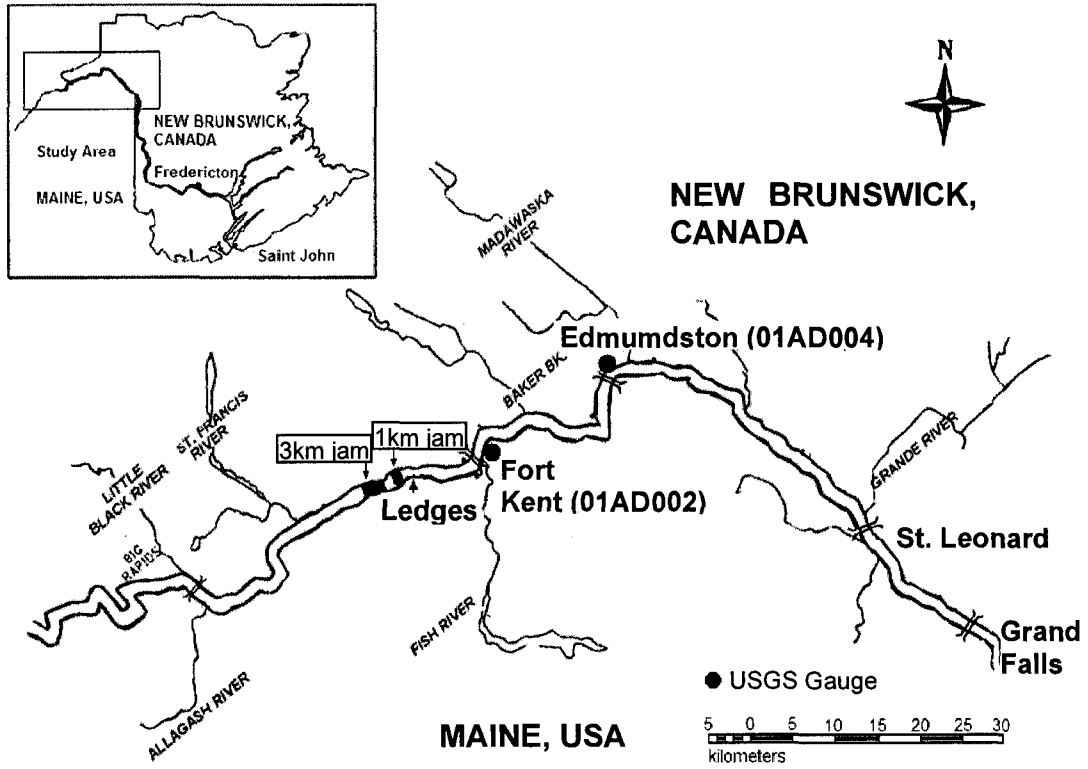 NEW BRUNSWICK,
CANADA
Study Area
Fredericton
MAINE, USA
Saint John
N
NEW BRUNSWICK,
CANADA
MADAWASKA
RIVER
Edmumdston (01AD004)
BAKER BK.
ST. FRANCIS
RIVER
1km jam
3km jam
GRANDE RIVER
LITTLE
BLACK RIVER
Fort
Kent (01AD002)
Ledges
St. Leonard
BIG
RAPIDS
FISH RIVER
Grand
Falls
ALLAGASH RIVER
USGS Gauge
MAINE, USA
5 0 5 10 15 20 25 30
kilometers